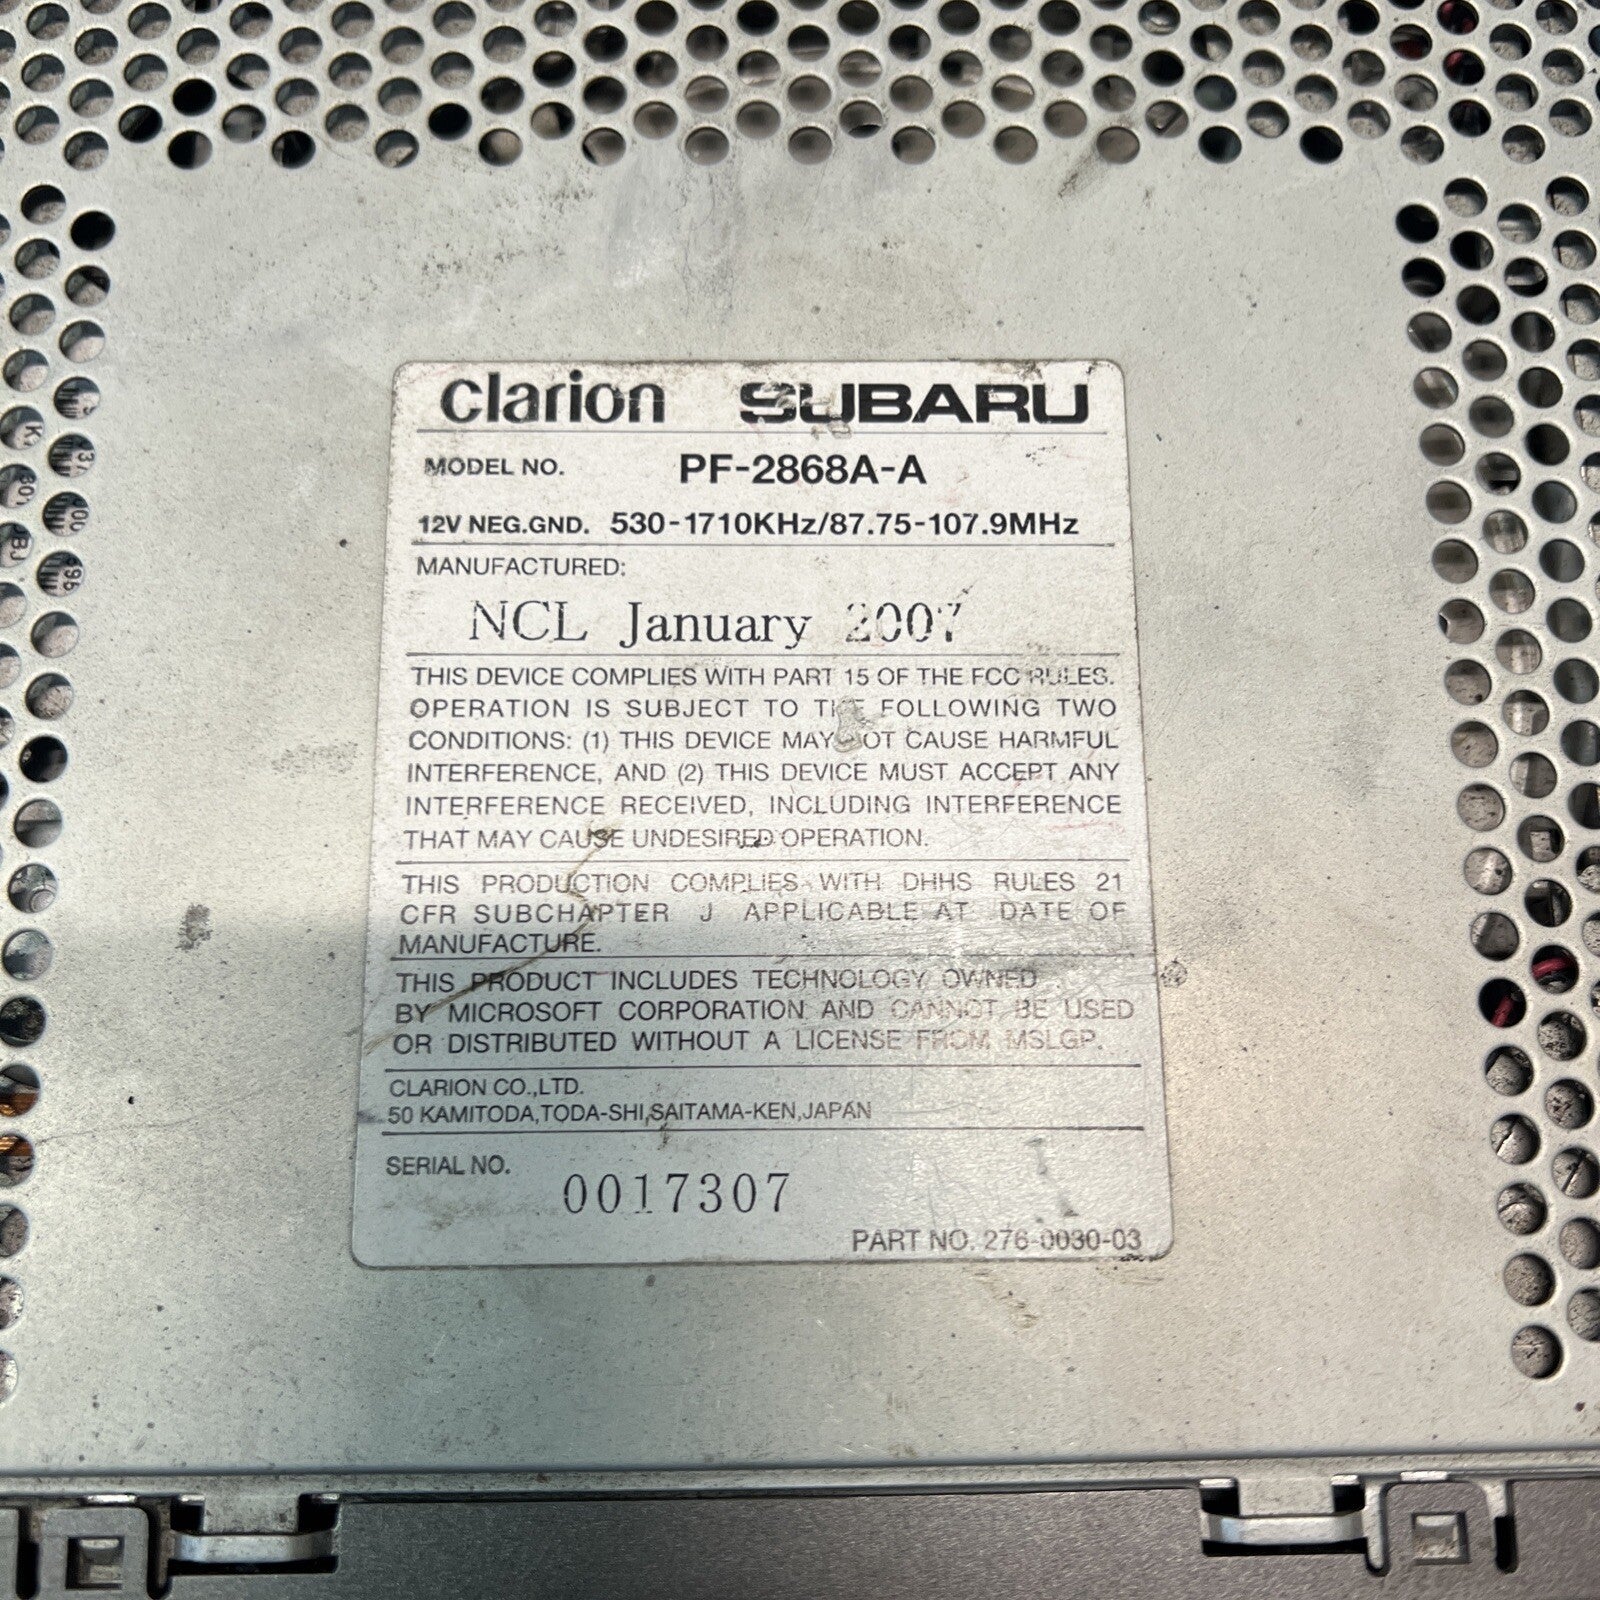 clarion SUBARU
MODEL NO. PF-2868A-A
12V NEG.GND. 530-1710KHz/87.75-107.9MHz
MANUFACTURED:
NCL January 2007
THIS DEVICE COMPLIES WITH PART 15 OF THE FCC RULES.
OPERATION IS SUBJECT TO THE FOLLOWING TWO
CONDITIONS: (1) THIS DEVICE MAY NOT CAUSE HARMFUL
INTERFERENCE, AND (2) THIS DEVICE MUST ACCEPT ANY
INTERFERENCE RECEIVED, INCLUDING INTERFERENCE
THAT MAY CAUSE UNDESIRED OPERATION.
THIS PRODUCTION COMPLIES WITH DHHS RULES 21
CFR SUBCHAPTER J APPLICABLE AT DATE OF
MANUFACTURE.
THIS PRODUCT INCLUDES TECHNOLOGY OWNED
BY MICROSOFT CORPORATION AND CANNOT BE USED
OR DISTRIBUTED WITHOUT A LICENSE FROM MSLGP.
CLARION CO.,LTD.
50 KAMITODA,TODA-SHI,SAITAMA-KEN,JAPAN
SERIAL NO. 0017307
PART NO. 276-0030-03